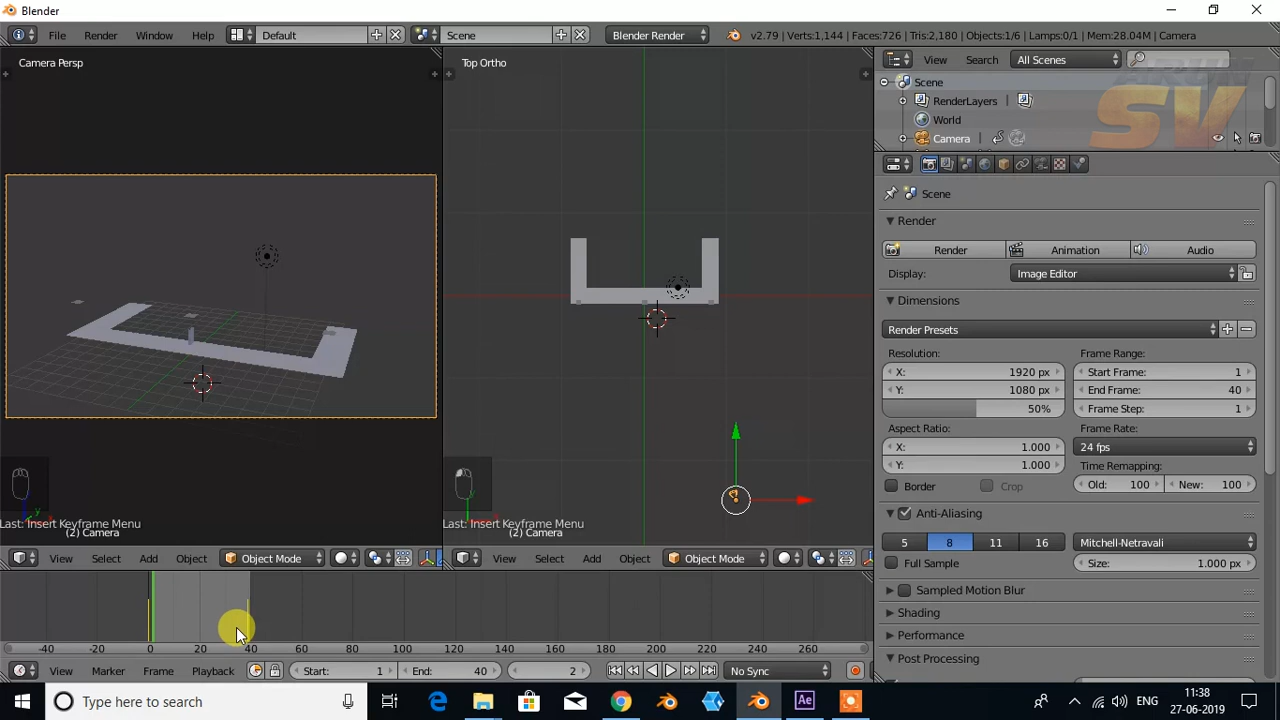 Blender
File Render Window Help Default Scene Blender Render v2.79 | Verts:1,144 | Faces:726 | Tris:2,180 | Objects:1/6 | Lamps:0/1 | Mem:28.04M | Camera
Camera Persp
Top Ortho
View Search All Scenes
Scene
RenderLayers
World
Camera
SV
Scene
Render
Render Animation Audio
Display: Image Editor
Dimensions
Render Presets
Resolution: Frame Range:
X: 1920 px Start Frame: 1
Y: 1080 px End Frame: 40
50% Frame Step: 1
Aspect Ratio: Frame Rate:
X: 1.000 24 fps
Y: 1.000 Time Remapping:
Border Crop Old: 100 New: 100
Anti-Aliasing
5 8 11 16 Mitchell-Netravali
Full Sample Size: 1.000 px
Sampled Motion Blur
Shading
Performance
Post Processing
Last: Insert Keyframe Menu
(2) Camera
Last: Insert Keyframe Menu
(2) Camera
View Select Add Object Object Mode
View Select Add Object Object Mode
-40 -20 0 20 40 60 80 100 120 140 160 180 200 220 240 260
View Marker Frame Playback Start: 1 End: 40 2 No Sync
Type here to search
Ae
ENG
11:38
27-06-2019